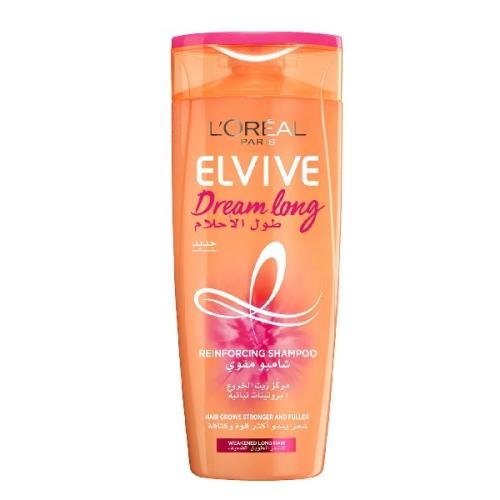 L'ORÉAL
PARIS
ELVIVE
Dream long
طول الأحلام
جديد
REINFORCING SHAMPOO
شامبو مقوي
مركز زيت الخروع
+ بروتينات نباتية
HAIR GROWS STRONGER AND FULLER
شعر ينمو أكثر قوة وكثافة
WEAKENED LONG HAIR
للشعر الطويل الضعيف